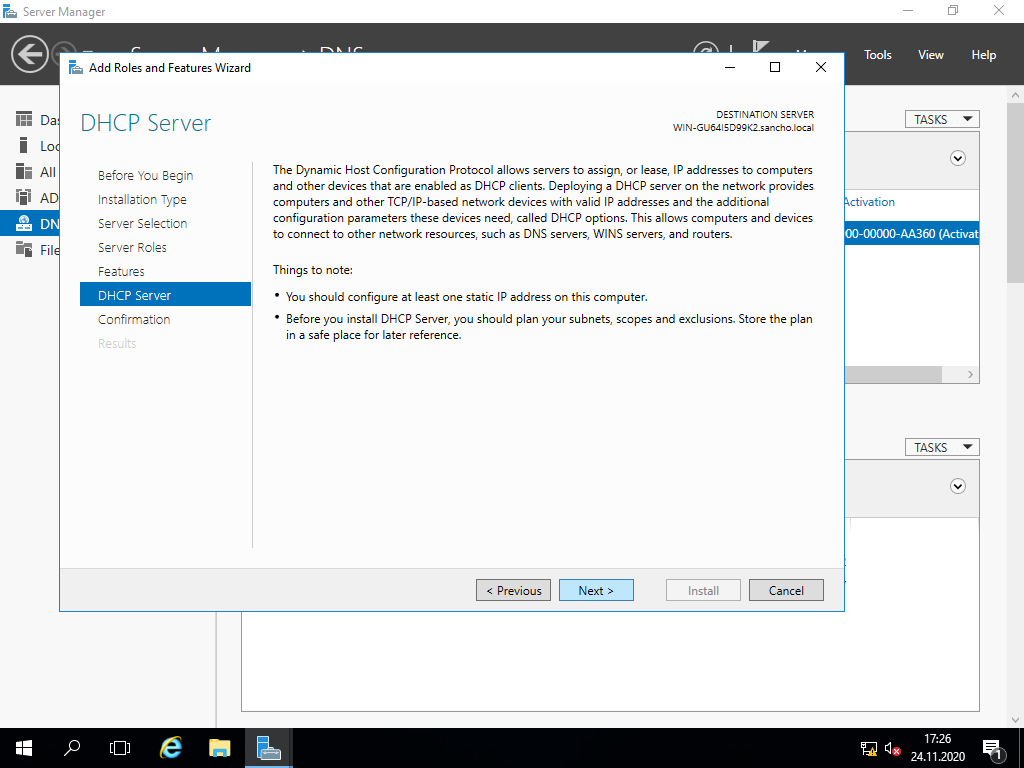 Server Manager
Tools View Help
Add Roles and Features Wizard
DHCP Server
DESTINATION SERVER
WIN-GU64I5D99K2.sancho.local
Before You Begin
Installation Type
Server Selection
Server Roles
Features
DHCP Server
Confirmation
Results
The Dynamic Host Configuration Protocol allows servers to assign, or lease, IP addresses to computers
and other devices that are enabled as DHCP clients. Deploying a DHCP server on the network provides
computers and other TCP/IP-based network devices with valid IP addresses and the additional
configuration parameters these devices need, called DHCP options. This allows computers and devices
to connect to other network resources, such as DNS servers, WINS servers, and routers.
Things to note:
• You should configure at least one static IP address on this computer.
• Before you install DHCP Server, you should plan your subnets, scopes and exclusions. Store the plan
in a safe place for later reference.
< Previous
Next >
Install
Cancel
Das
Loc
All
AD
DN
File
TASKS
Activation
00-00000-AA360 (Activat
TASKS
17:26
24.11.2020
1